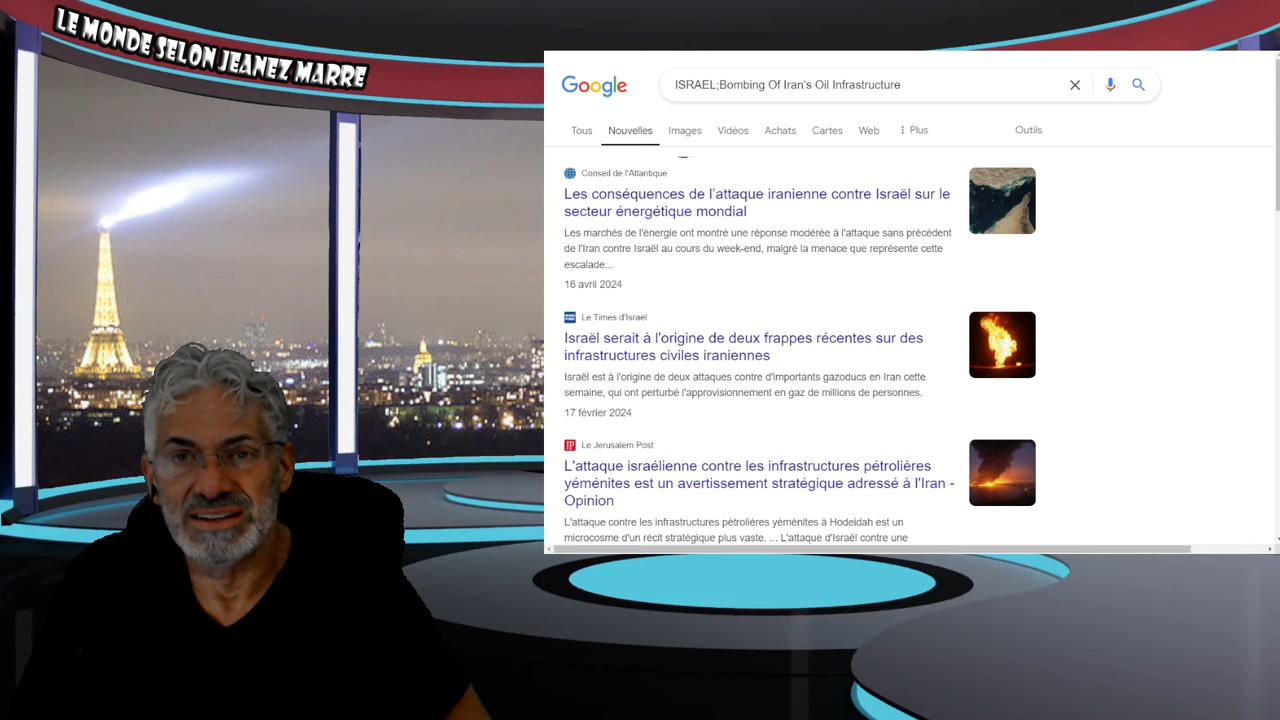 LE MONDE SELON JEANEZ MARRE
Google
ISRAEL;Bombing Of Iran's Oil Infrastructure
Tous Nouvelles Images Vidéos Achats Cartes Web Plus Outils
Conseil de l'Atlantique
Les conséquences de l'attaque iranienne contre Israël sur le
secteur énergétique mondial
Les marchés de l'énergie ont montré une réponse modérée à l'attaque sans précédent
de l'Iran contre Israël au cours du week-end, malgré la menace que représente cette
escalade...
16 avril 2024
Le Times d'Israël
Israël serait à l'origine de deux frappes récentes sur des
infrastructures civiles iraniennes
Israël est à l'origine de deux attaques contre d'importants gazoducs en Iran cette
semaine, qui ont perturbé l'approvisionnement en gaz de millions de personnes.
17 février 2024
JP Le Jerusalem Post
L'attaque israélienne contre les infrastructures pétrolières
yéménites est un avertissement stratégique adressé à l'Iran -
Opinion
L'attaque contre les infrastructures pétrolières yéménites à Hodeidah est un
microcosme d'un récit stratégique plus vaste. ... L'attaque d'Israël contre une